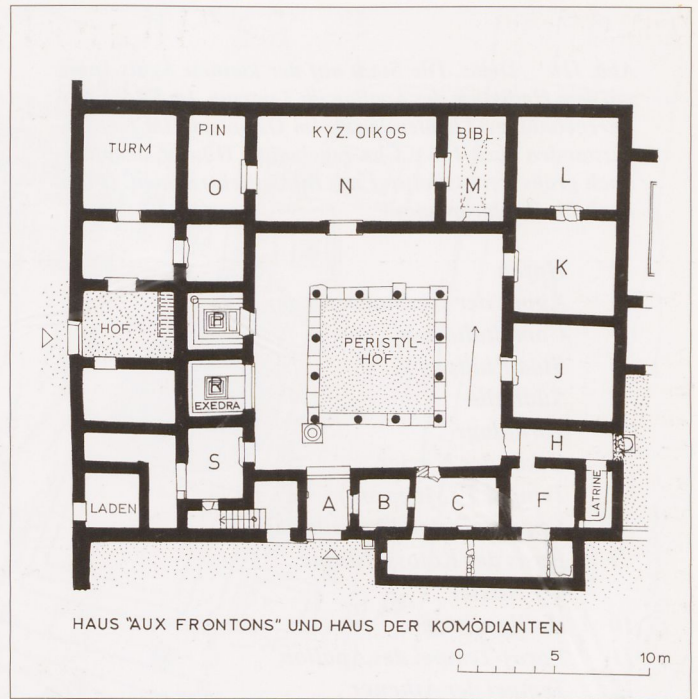 TURM
PIN
O
KYZ. OIKOS
N
BIBL.
M
L
K
HOF
PERISTYL-
HOF
J
EXEDRA
S
H
LADEN
A
B
C
F
LATRINE
HAUS "AUX FRONTONS" UND HAUS DER KOMÖDIANTEN
0 5 10 m